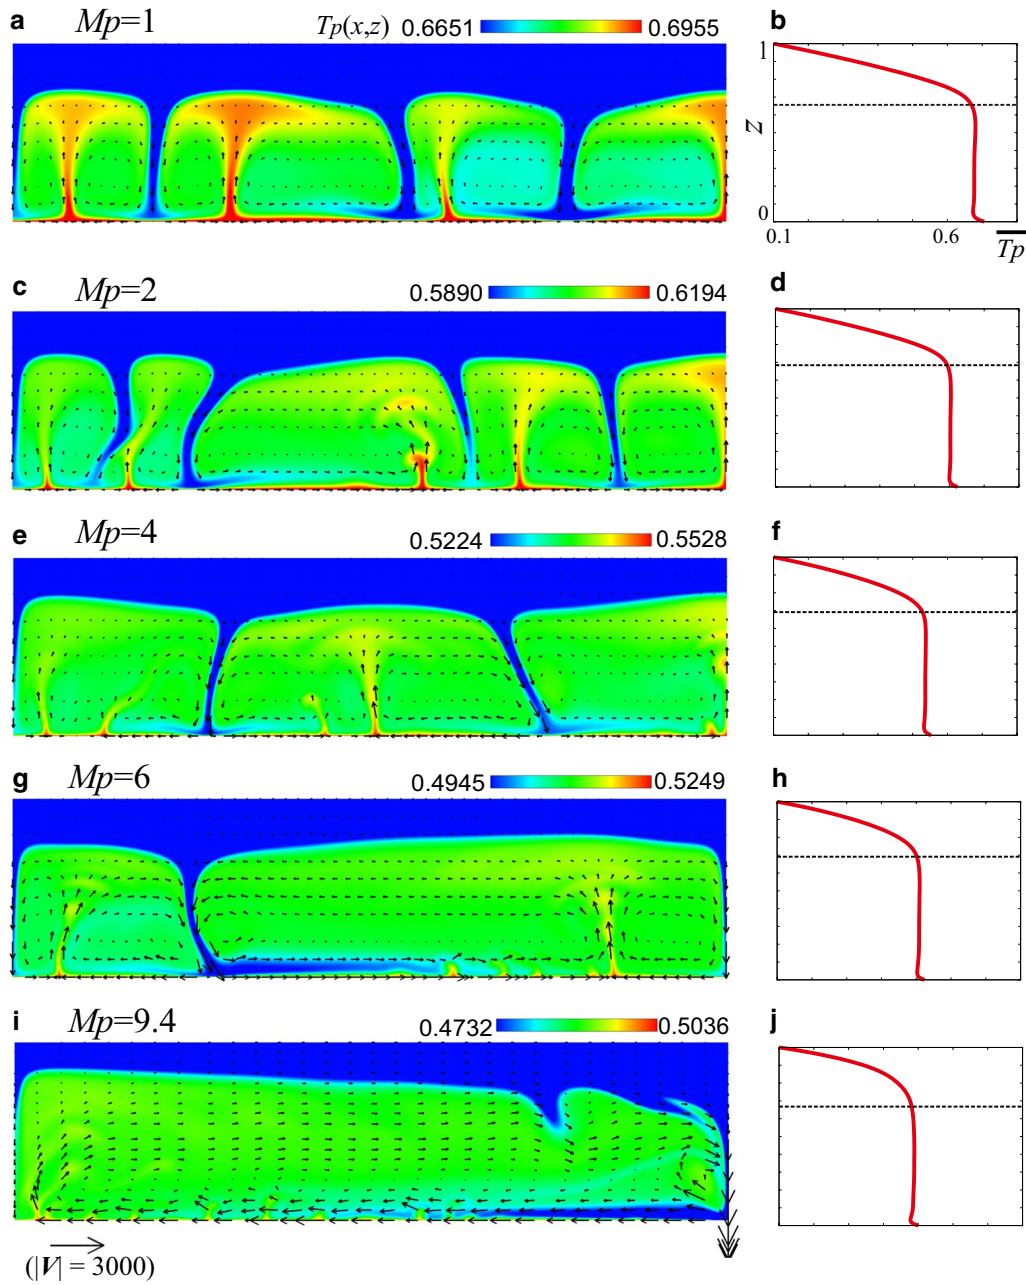 a Mp=1 Tp(x,z) 0.6651 0.6955 b
1
z
0
0.1 0.6 Tp
c Mp=2 0.5890 0.6194 d
e Mp=4 0.5224 0.5528 f
g Mp=6 0.4945 0.5249 h
i Mp=9.4 0.4732 0.5036 j
(|V| = 3000)